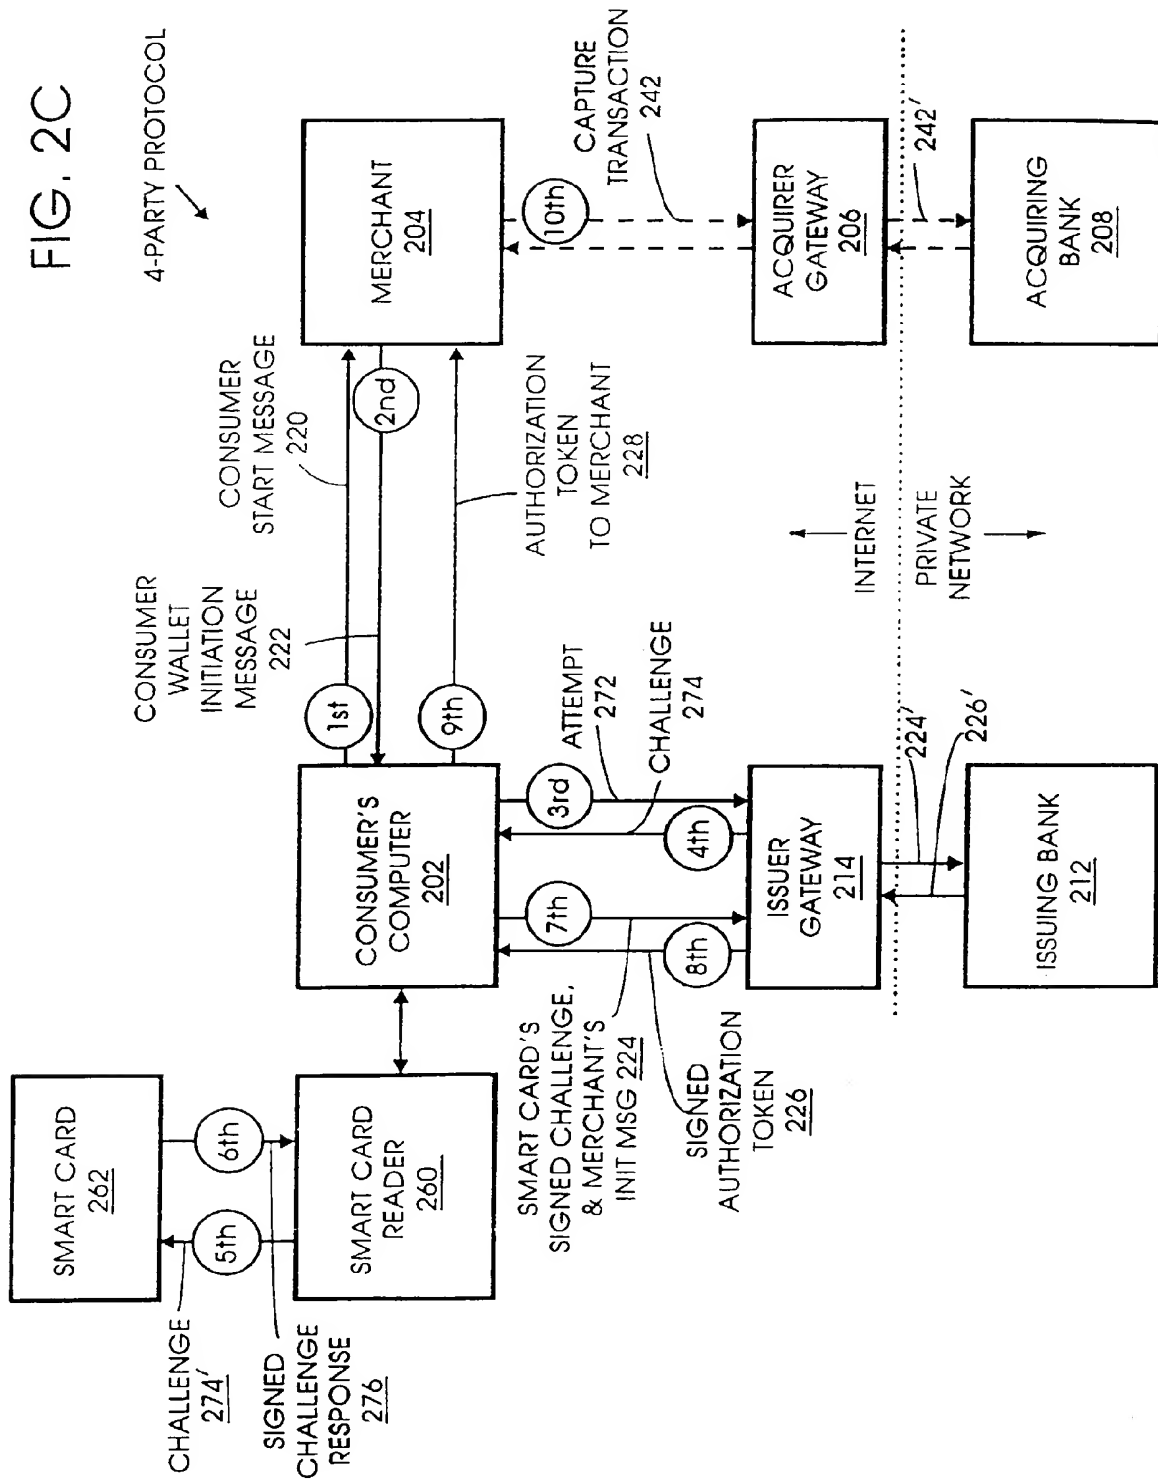 FIG. 2C
4-PARTY PROTOCOL
SMART CARD
262
CHALLENGE
274'
5th
6th
SIGNED
CHALLENGE
RESPONSE
276
SMART CARD
READER
260
CONSUMER'S
COMPUTER
202
1st
CONSUMER
WALLET
INITIATION
MESSAGE
222
CONSUMER
START MESSAGE
220
2nd
9th
AUTHORIZATION
TOKEN
TO MERCHANT
228
MERCHANT
204
SMART CARD'S
SIGNED CHALLENGE,
& MERCHANT'S
INIT MSG 224
7th
8th
SIGNED
AUTHORIZATION
TOKEN
226
3rd
ATTEMPT
272
4th
CHALLENGE
274
10th
CAPTURE
TRANSACTION
242
ISSUER
GATEWAY
214
ACQUIRER
GATEWAY
206
INTERNET
PRIVATE
NETWORK
224'
226'
242'
ISSUING BANK
212
ACQUIRING
BANK
208